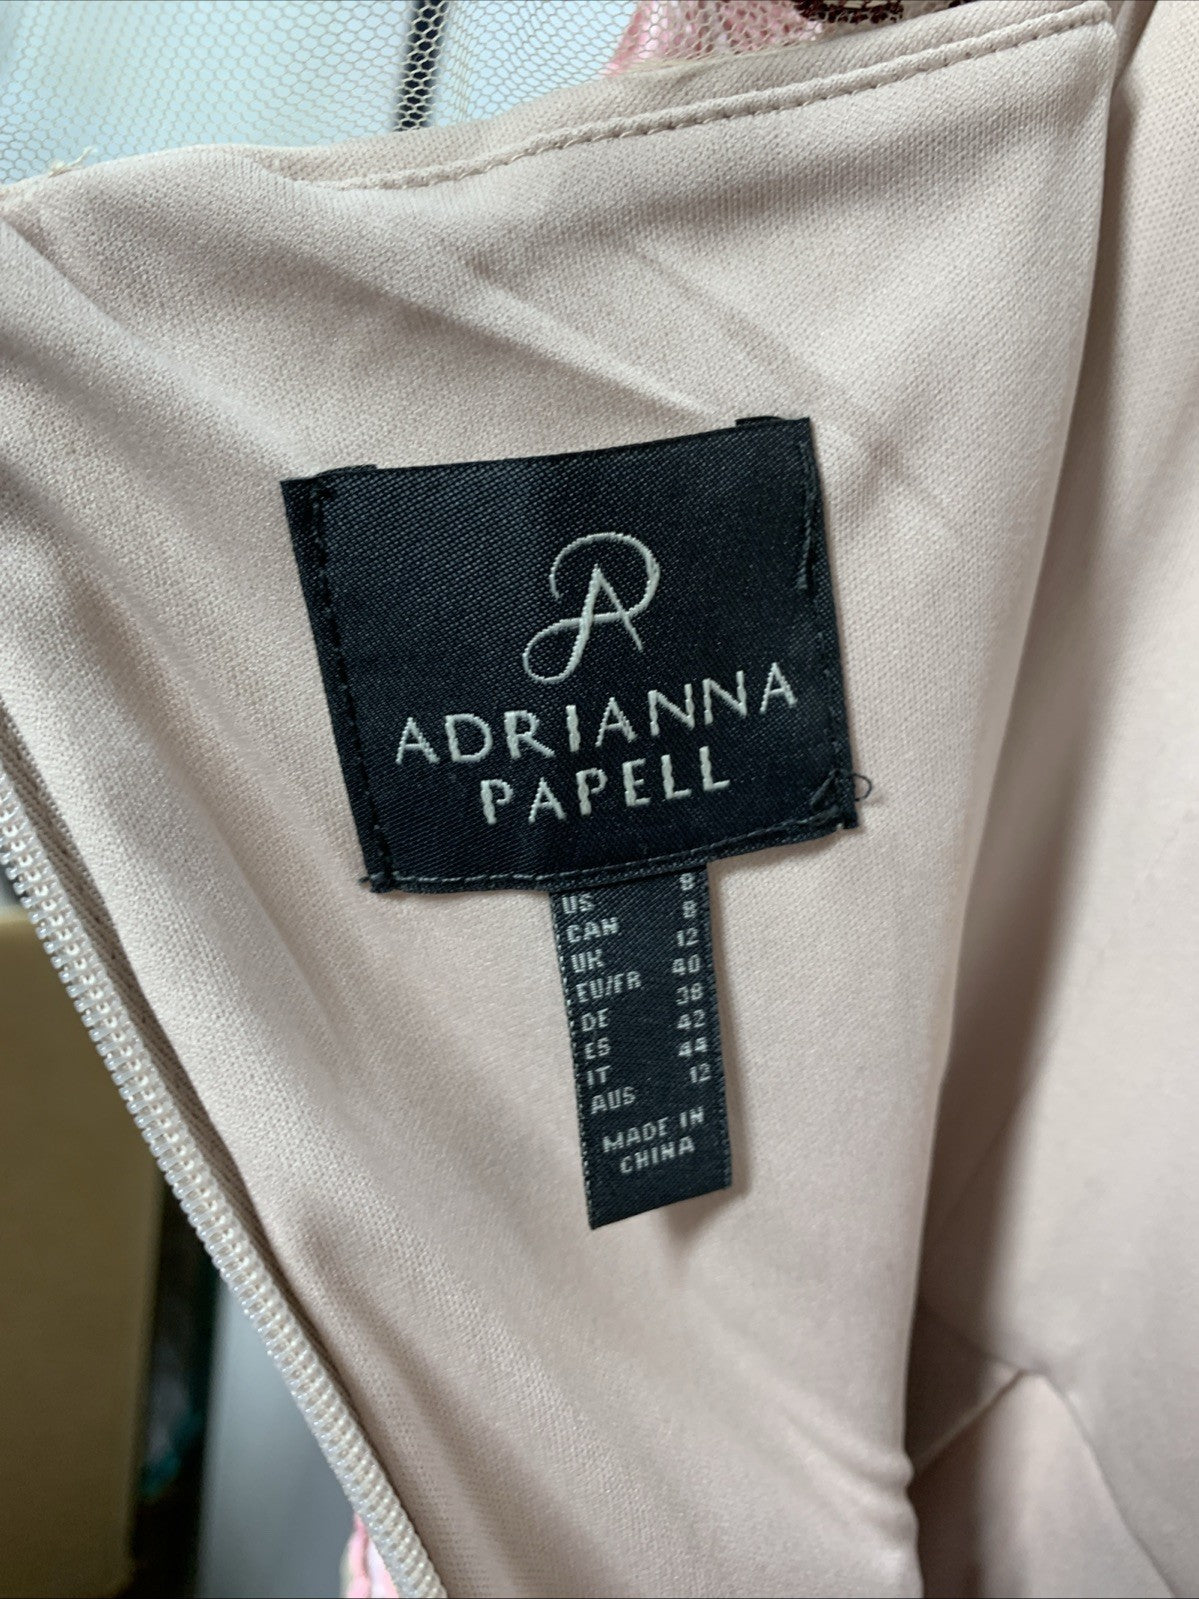 ADRIANNA
PAPELL
US 8
CAN 8
UK 12
EU/FR 40
DE 38
ES 42
IT 44
AUS 12
MADE IN
CHINA